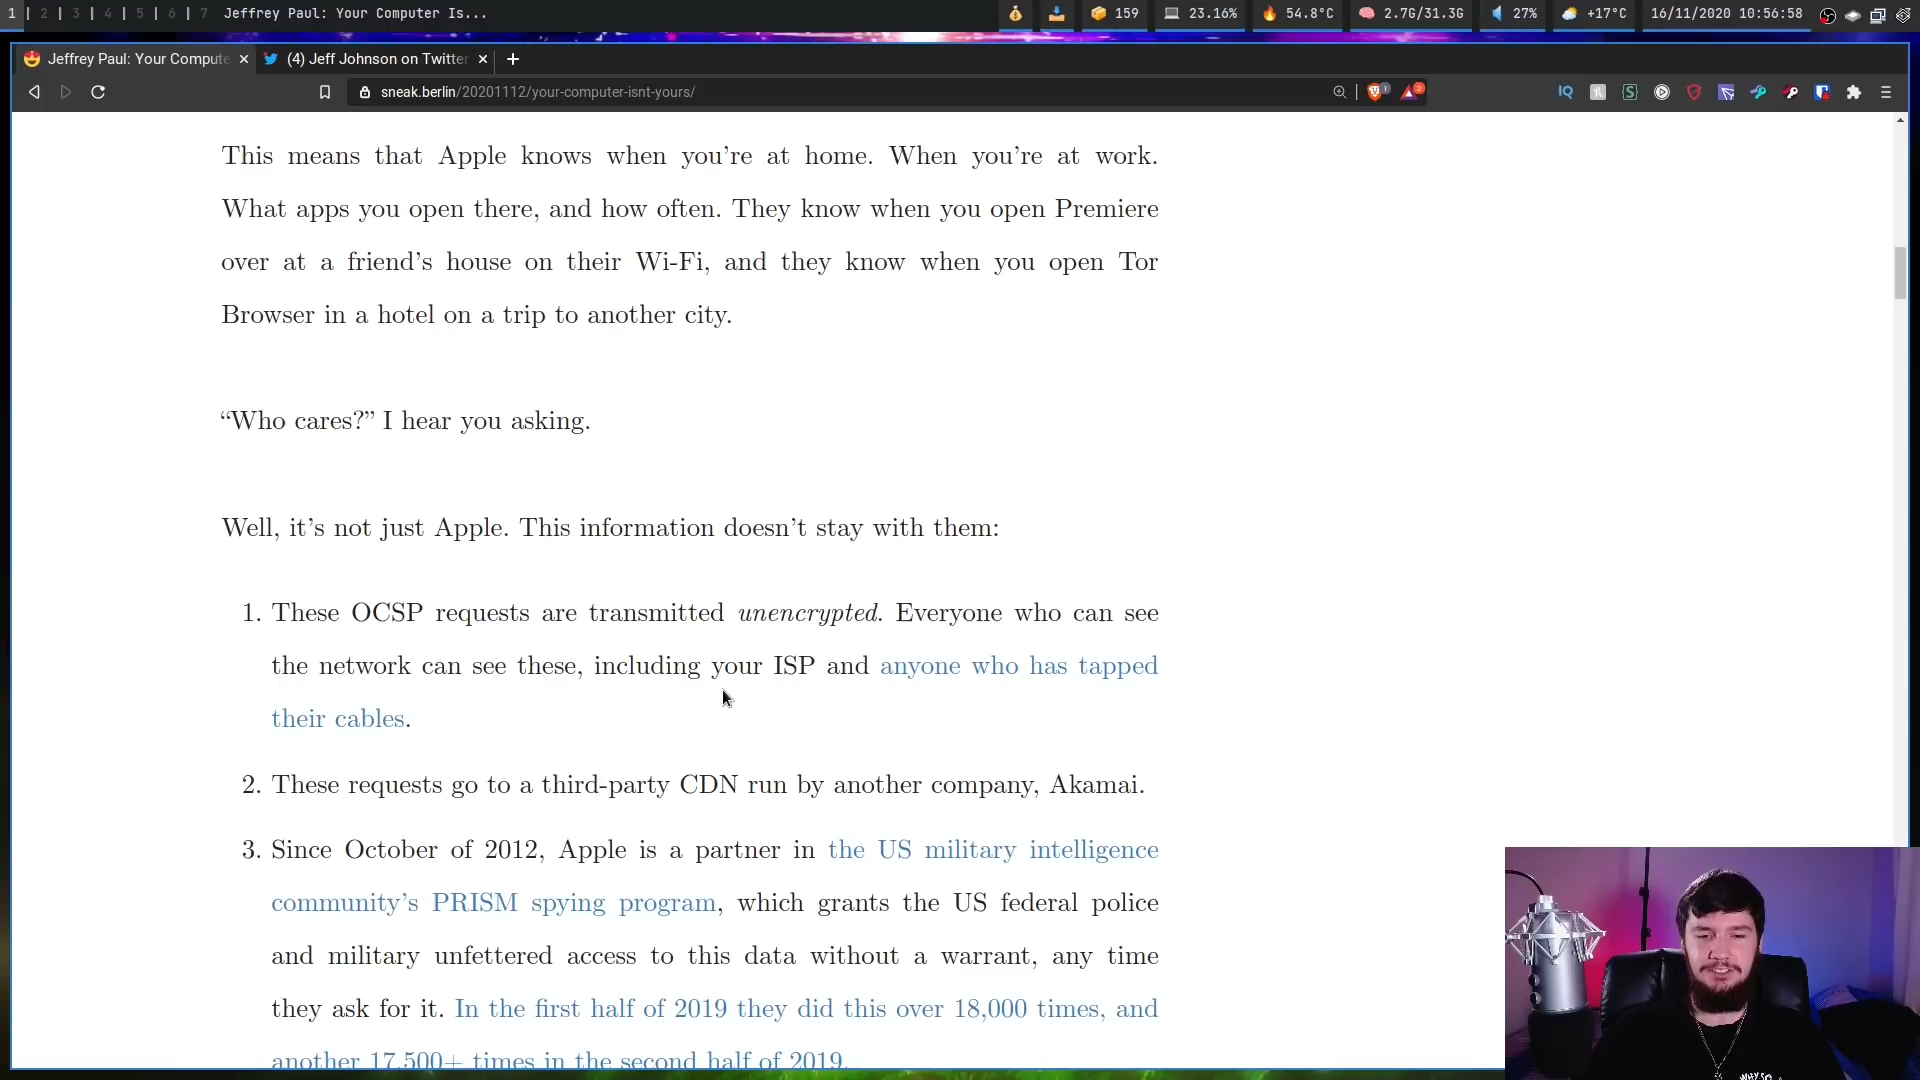 1 | 2 | 3 | 4 | 5 | 6 | 7 Jeffrey Paul: Your Computer Is... 159 23.16% 54.8°C 2.7G/31.3G 27% +17°C 16/11/2020 10:56:58
Jeffrey Paul: Your Compute (4) Jeff Johnson on Twitter
sneak.berlin/20201112/your-computer-isnt-yours/ 1 2 IQ
This means that Apple knows when you’re at home. When you’re at work.
What apps you open there, and how often. They know when you open Premiere
over at a friend’s house on their Wi-Fi, and they know when you open Tor
Browser in a hotel on a trip to another city.
“Who cares?” I hear you asking.
Well, it’s not just Apple. This information doesn’t stay with them:
1. These OCSP requests are transmitted unencrypted. Everyone who can see
the network can see these, including your ISP and anyone who has tapped
their cables.
2. These requests go to a third-party CDN run by another company, Akamai.
3. Since October of 2012, Apple is a partner in the US military intelligence
community’s PRISM spying program, which grants the US federal police
and military unfettered access to this data without a warrant, any time
they ask for it. In the first half of 2019 they did this over 18,000 times, and
another 17,500+ times in the second half of 2019.